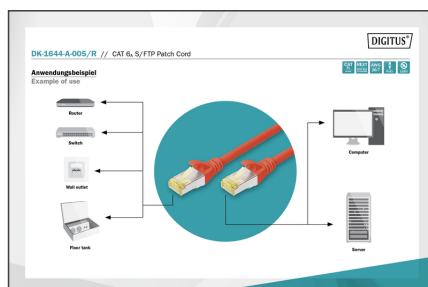 DIGITUS®
DK-1644-A-005/R // CAT 6A S/FTP Patch Cord
Anwendungsbeispiel
Example of use
Router
Switch
Wall outlet
Floor tank
Computer
Server